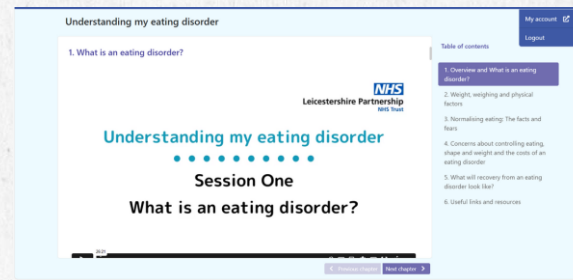 Understanding my eating disorder
My account
Logout
1. What is an eating disorder?
NHS
Leicestershire Partnership
NHS Trust
Understanding my eating disorder
Session One
What is an eating disorder?
Table of contents
1. Overview and What is an eating
disorder?
2. Weight, weighing and physical
factors
3. Normalising eating: The facts and
fears
4. Concerns about controlling eating,
shape and weight and the costs of an
eating disorder
5. What will recovery from an eating
disorder look like?
6. Useful links and resources
Previous chapter
Next chapter